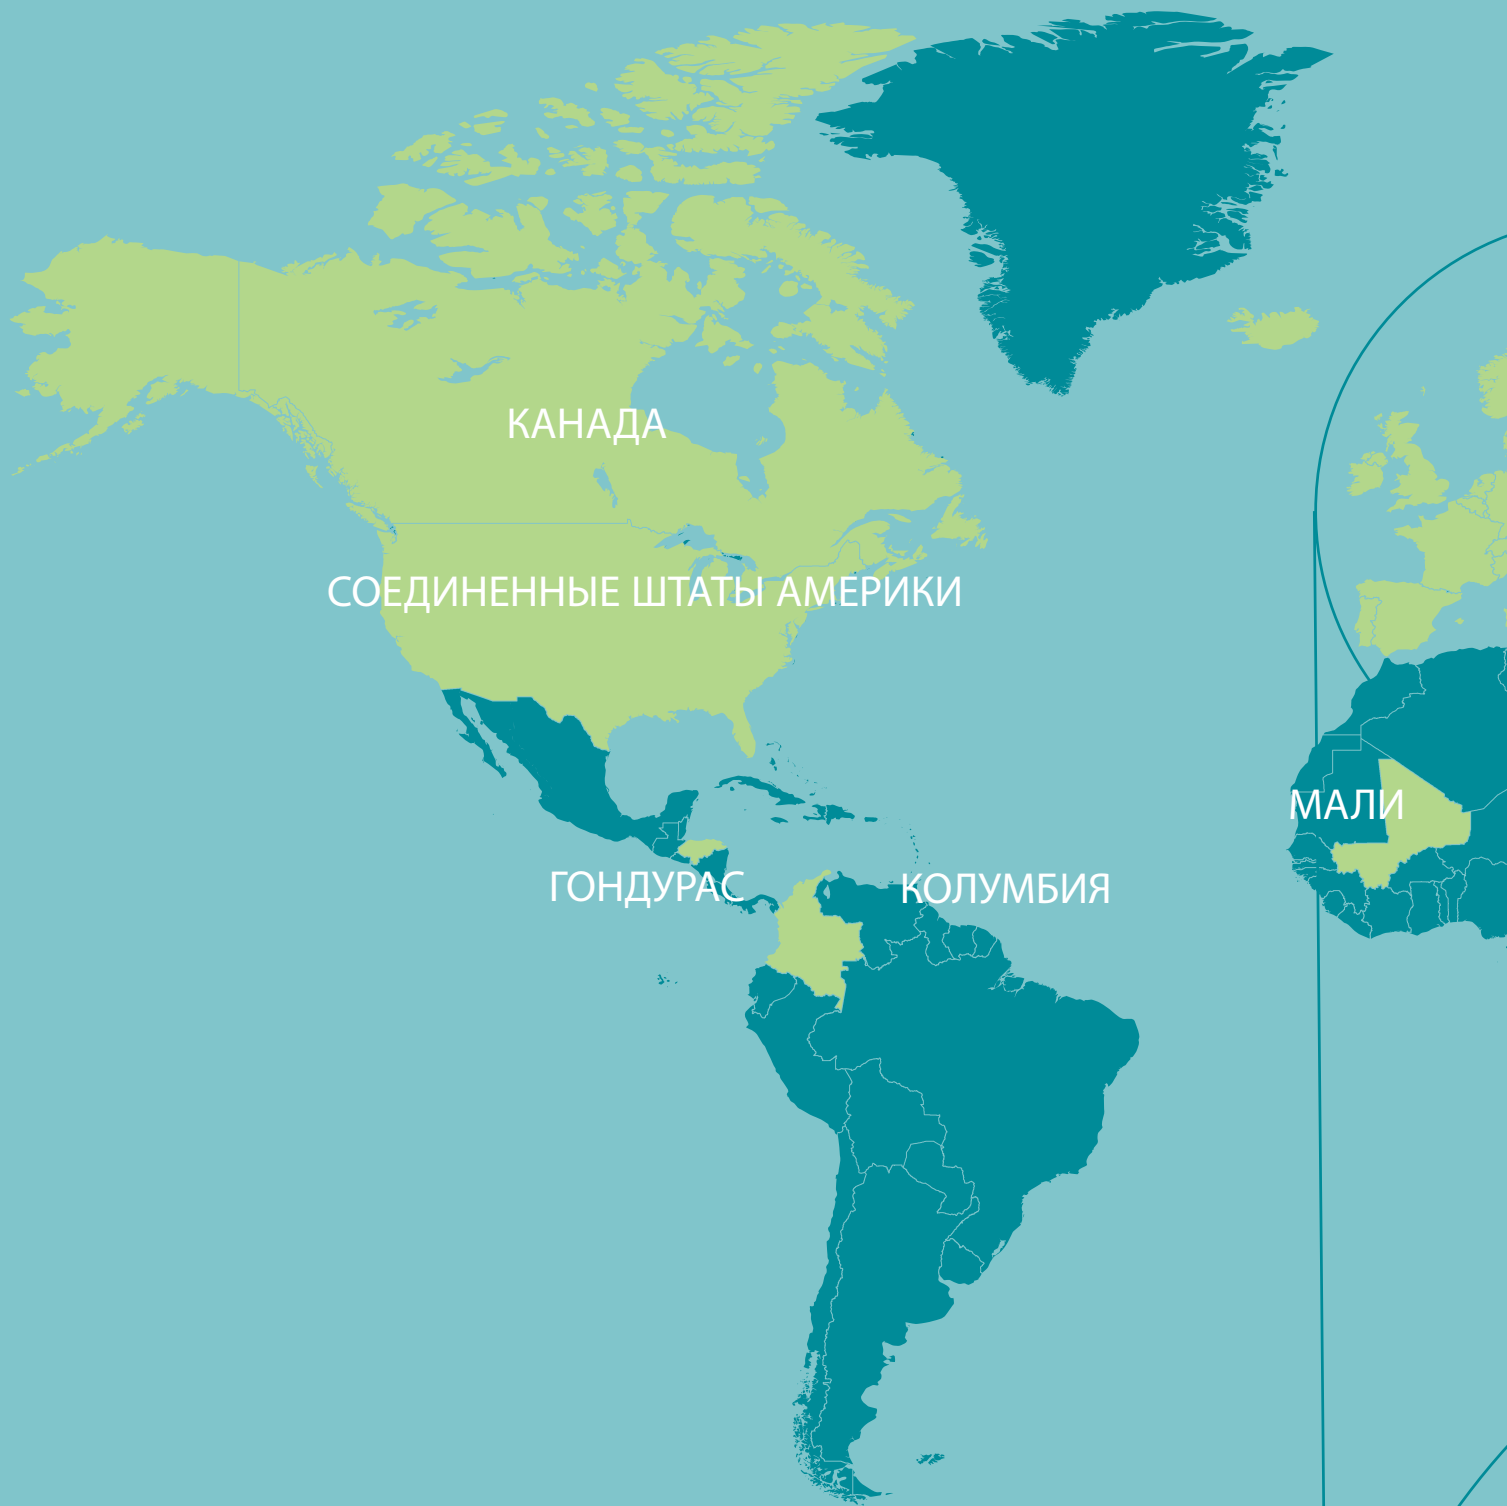 КАНАДА
СОЕДИНЕННЫЕ ШТАТЫ АМЕРИКИ
МАЛИ
ГОНДУРАС
КОЛУМБИЯ